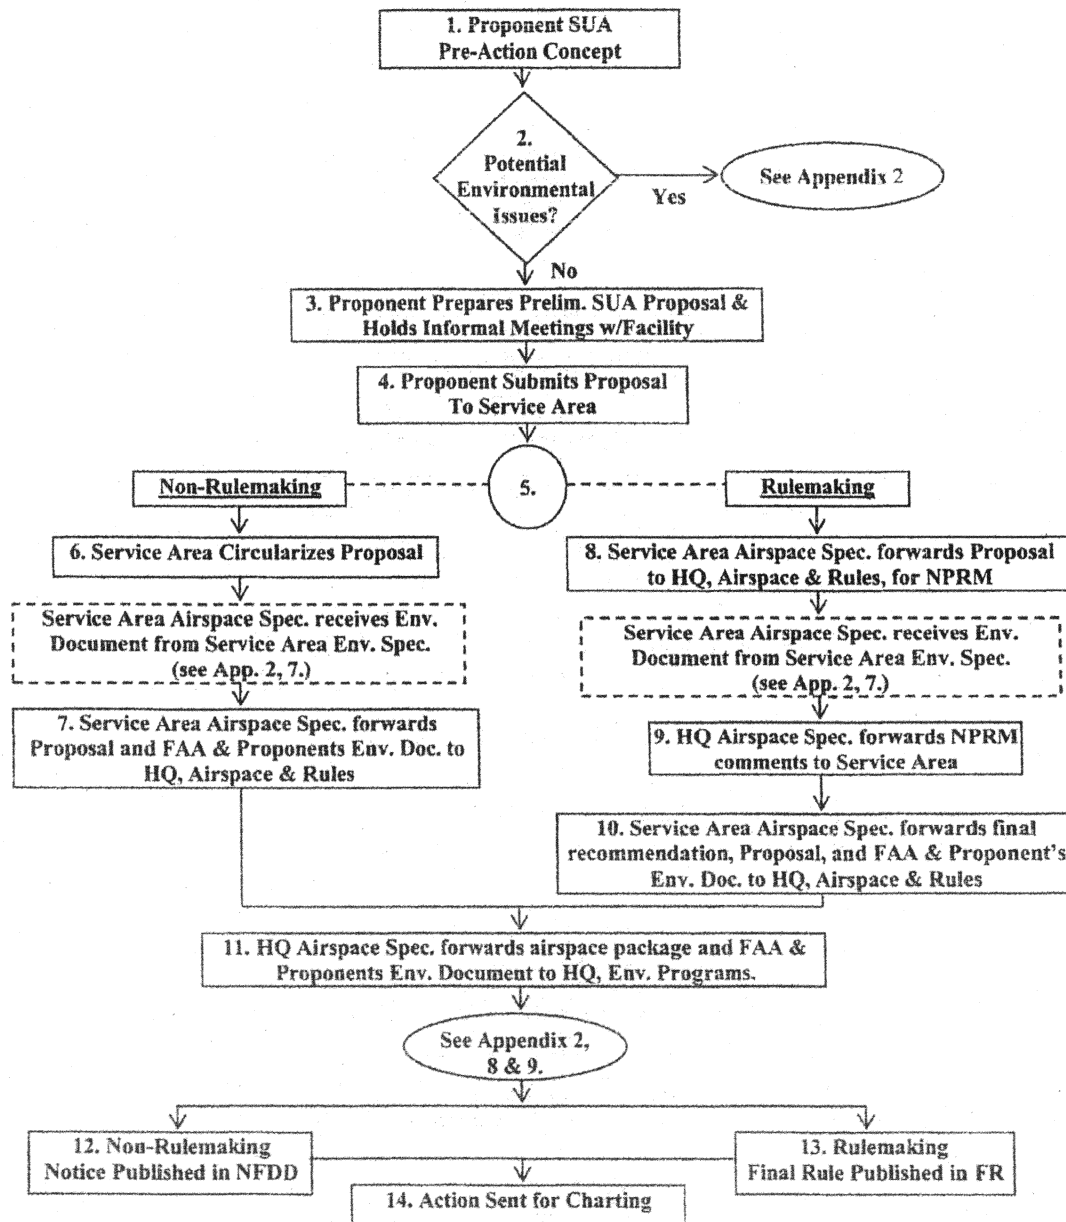 1. Proponent SUA
Pre-Action Concept
2.
Potential
Environmental
Issues?
Yes
See Appendix 2
No
3. Proponent Prepares Prelim. SUA Proposal &
Holds Informal Meetings w/Facility
4. Proponent Submits Proposal
To Service Area
5.
Non-Rulemaking
6. Service Area Circularizes Proposal
Service Area Airspace Spec. receives Env.
Document from Service Area Env. Spec.
(see App. 2, 7.)
7. Service Area Airspace Spec. forwards
Proposal and FAA & Proponents Env. Doc. to
HQ, Airspace & Rules
Rulemaking
8. Service Area Airspace Spec. forwards Proposal
to HQ, Airspace & Rules, for NPRM
Service Area Airspace Spec. receives Env.
Document from Service Area Env. Spec.
(see App. 2, 7.)
9. HQ Airspace Spec. forwards NPRM
comments to Service Area
10. Service Area Airspace Spec. forwards final
recommendation, Proposal, and FAA & Proponent's
Env. Doc. to HQ, Airspace & Rules
11. HQ Airspace Spec. forwards airspace package and FAA &
Proponents Env. Document to HQ, Env. Programs.
See Appendix 2,
8 & 9.
12. Non-Rulemaking
Notice Published in NFDD
13. Rulemaking
Final Rule Published in FR
14. Action Sent for Charting